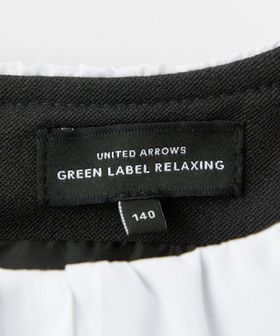 UNITED ARROWS
GREEN LABEL RELAXING
140